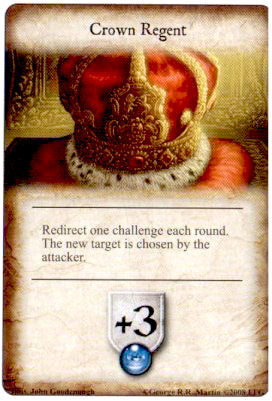 Crown Regent
Redirect one challenge each round.
The new target is chosen by the
attacker.
+3
John Goodenough ©George R.R. Martin ©2008 FFG